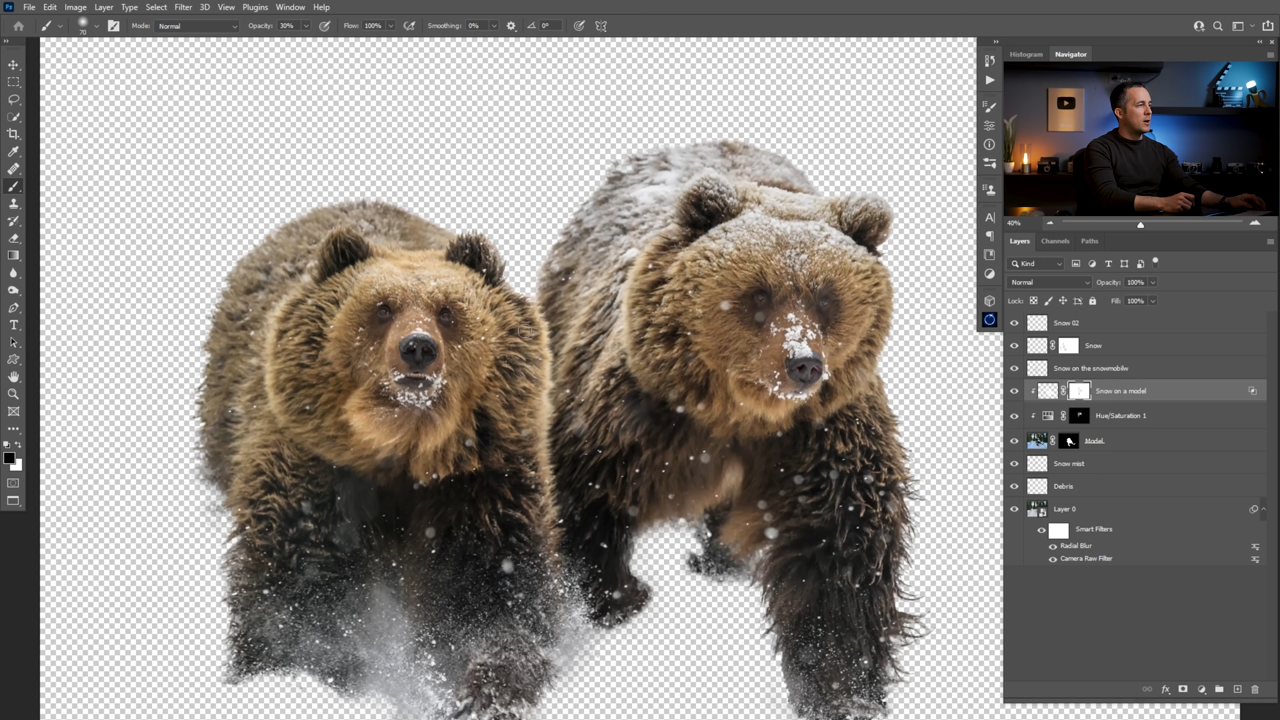 Ps File Edit Image Layer Type Select Filter 3D View Plugins Window Help
70 Mode: Normal Opacity: 30% Flow: 100% Smoothing: 0% 0°
Histogram Navigator
40%
Layers Channels Paths
Kind
Normal Opacity: 100%
Lock: Fill: 100%
Snow 02
Snow
Snow on the snowmobilw
Snow on a model
Hue/Saturation 1
Model.
Snow mist
Debris
Layer 0
Smart Filters
Radial Blur
Camera Raw Filter